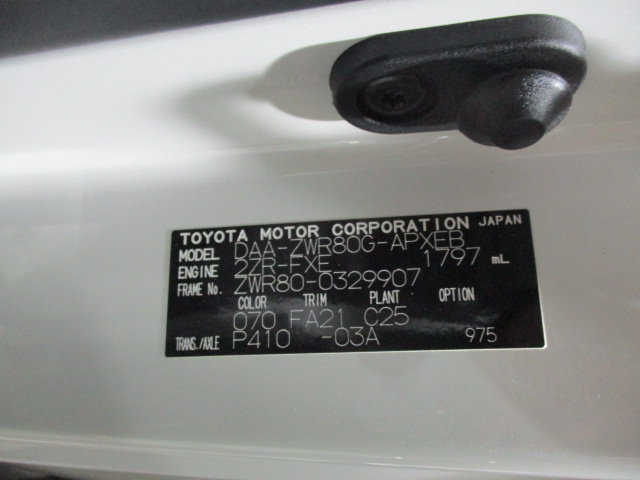 TOYOTA MOTOR CORPORATION JAPAN
MODEL DAA-ZWR80G-APXEB
ENGINE 2ZR-FXE 1797 mL
FRAME No. ZWR80-0329907
COLOR TRIM PLANT OPTION
070 FA21 C25
TRANS./AXLE P410 -03A 975